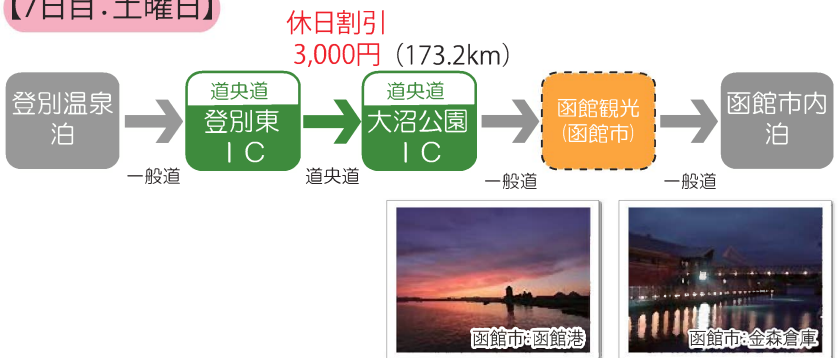 【7日目：土曜日】
休日割引
3,000円（173.2km）
登別温泉
泊
一般道
道央道
登別東
ＩＣ
道央道
道央道
大沼公園
ＩＣ
一般道
函館観光
(函館市)
一般道
函館市内
泊
函館市：函館港
函館市：金森倉庫